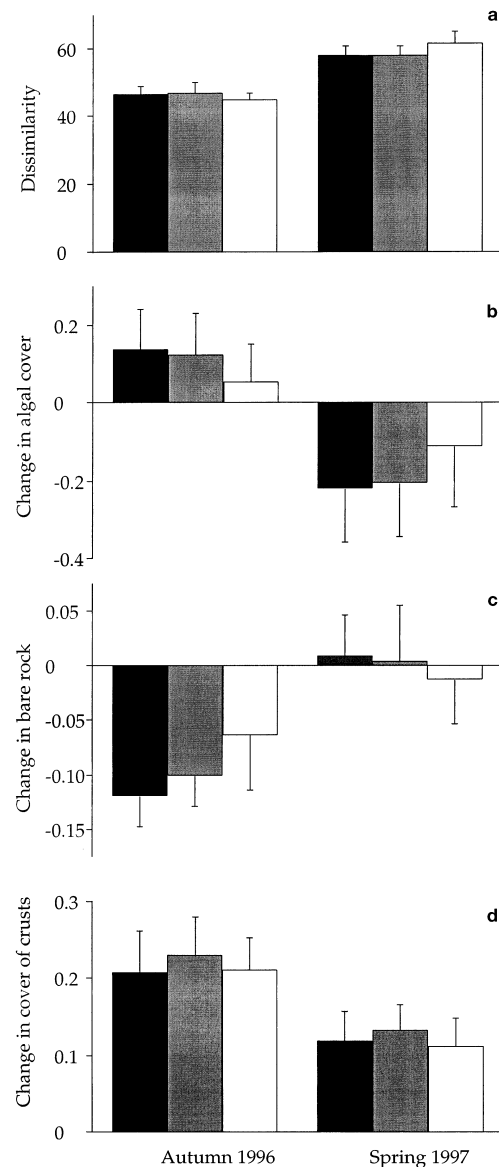 a
60
40
20
0
Dissimilarity
b
0.2
0
-0.2
-0.4
Change in algal cover
c
0.05
0
-0.05
-0.10
-0.15
Change in bare rock
d
0.3
0.2
0.1
0
Change in cover of crusts
Autumn 1996 Spring 1997